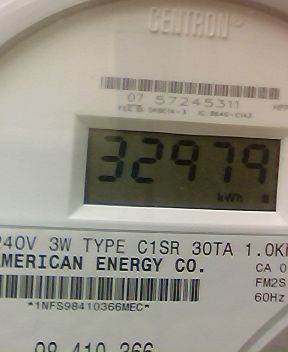 CENTRON
07 57245311
32979
kWh
240V 3W TYPE C1SR 30TA 1.0K
AMERICAN ENERGY CO.
CA 0
FM2S
60Hz
*1NFS98410366MEC*
98 410 366